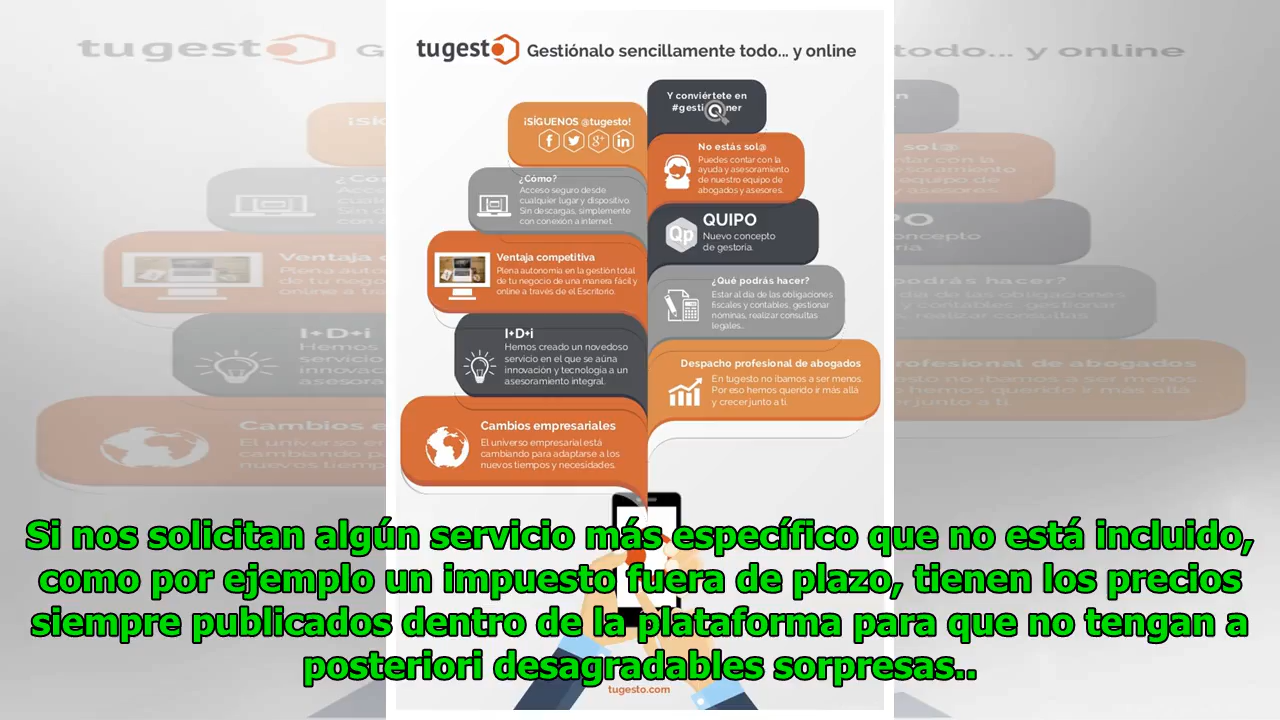 tugesto Gestiónalo sencillamente todo... y online
¡SÍGUENOS @tugesto!
¿Cómo?
Acceso seguro desde
cualquier lugar y dispositivo.
Sin descargas, simplemente
con conexión a internet.
Ventaja competitiva
Plena autonomía en la gestión total
de tu negocio de una manera fácil y
online a través de el Escritorio.
I+D+i
Hemos creado un novedoso
servicio en el que se aúna
innovación y tecnología a un
asesoramiento integral.
Cambios empresariales
El universo empresarial está
cambiando para adaptarse a los
nuevos tiempos y necesidades.
Y conviértete en
No estás sol@
Puedes contar con la
ayuda y asesoramiento
de nuestro equipo de
abogados y asesores.
Qp
QUIPO
Nuevo concepto
de gestoría.
¿Qué podrás hacer?
Estar al día de las obligaciones
fiscales y contables, gestionar
nóminas, realizar consultas
legales..
Despacho profesional de abogados
En tugesto no íbamos a ser menos.
Por eso hemos querido ir más allá
y crecer junto a ti.
Si nos solicitan algún servicio más específico que no está incluido,
como por ejemplo un impuesto fuera de plazo, tienen los precios
siempre publicados dentro de la plataforma para que no tengan a
posteriori desagradables sorpresas..
tugesto.com